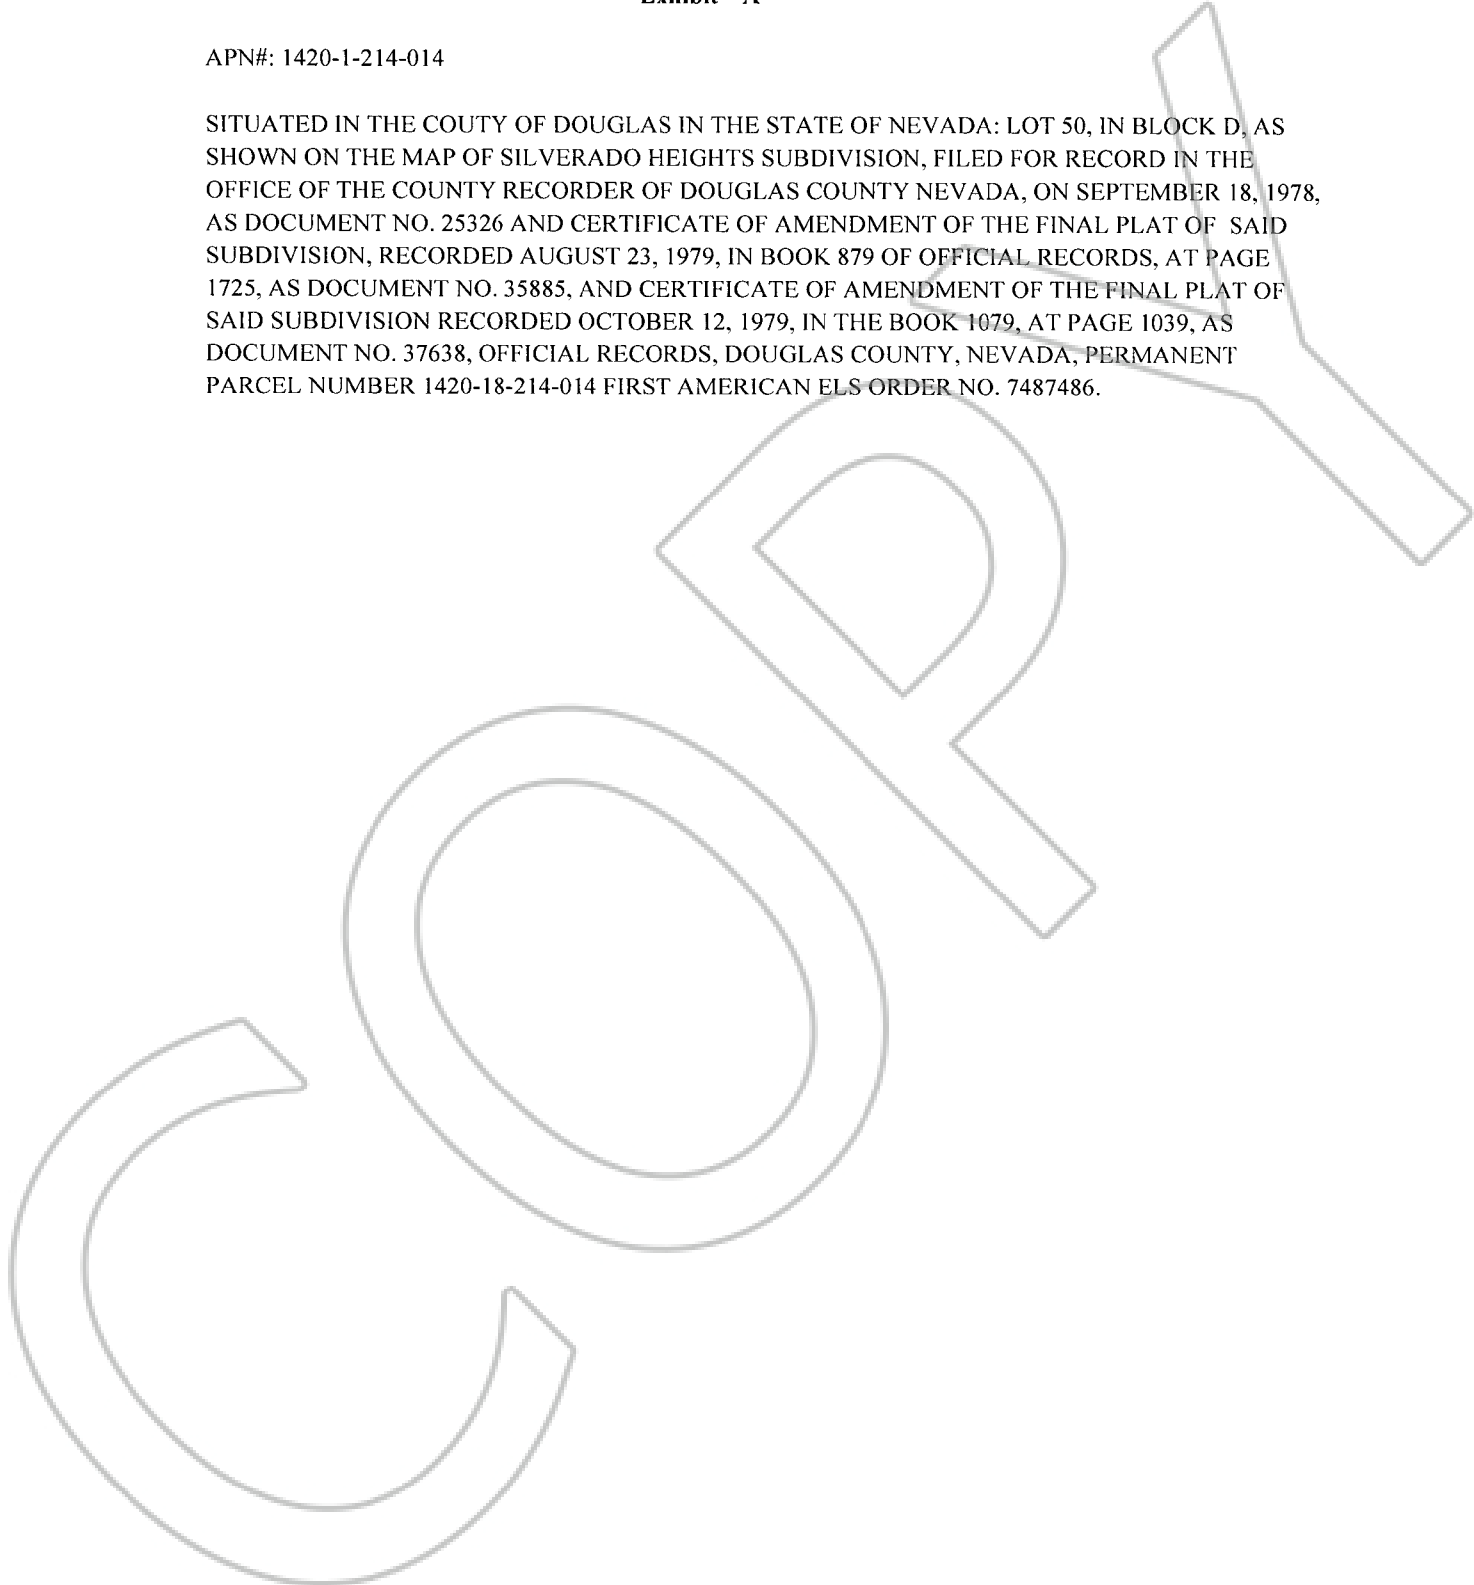 Exhibit "A"
APN#: 1420-1-214-014
SITUATED IN THE COUTY OF DOUGLAS IN THE STATE OF NEVADA: LOT 50, IN BLOCK D, AS
SHOWN ON THE MAP OF SILVERADO HEIGHTS SUBDIVISION, FILED FOR RECORD IN THE
OFFICE OF THE COUNTY RECORDER OF DOUGLAS COUNTY NEVADA, ON SEPTEMBER 18, 1978,
AS DOCUMENT NO. 25326 AND CERTIFICATE OF AMENDMENT OF THE FINAL PLAT OF SAID
SUBDIVISION, RECORDED AUGUST 23, 1979, IN BOOK 879 OF OFFICIAL RECORDS, AT PAGE
1725, AS DOCUMENT NO. 35885, AND CERTIFICATE OF AMENDMENT OF THE FINAL PLAT OF
SAID SUBDIVISION RECORDED OCTOBER 12, 1979, IN THE BOOK 1079, AT PAGE 1039, AS
DOCUMENT NO. 37638, OFFICIAL RECORDS, DOUGLAS COUNTY, NEVADA, PERMANENT
PARCEL NUMBER 1420-18-214-014 FIRST AMERICAN ELS ORDER NO. 7487486.
COPY